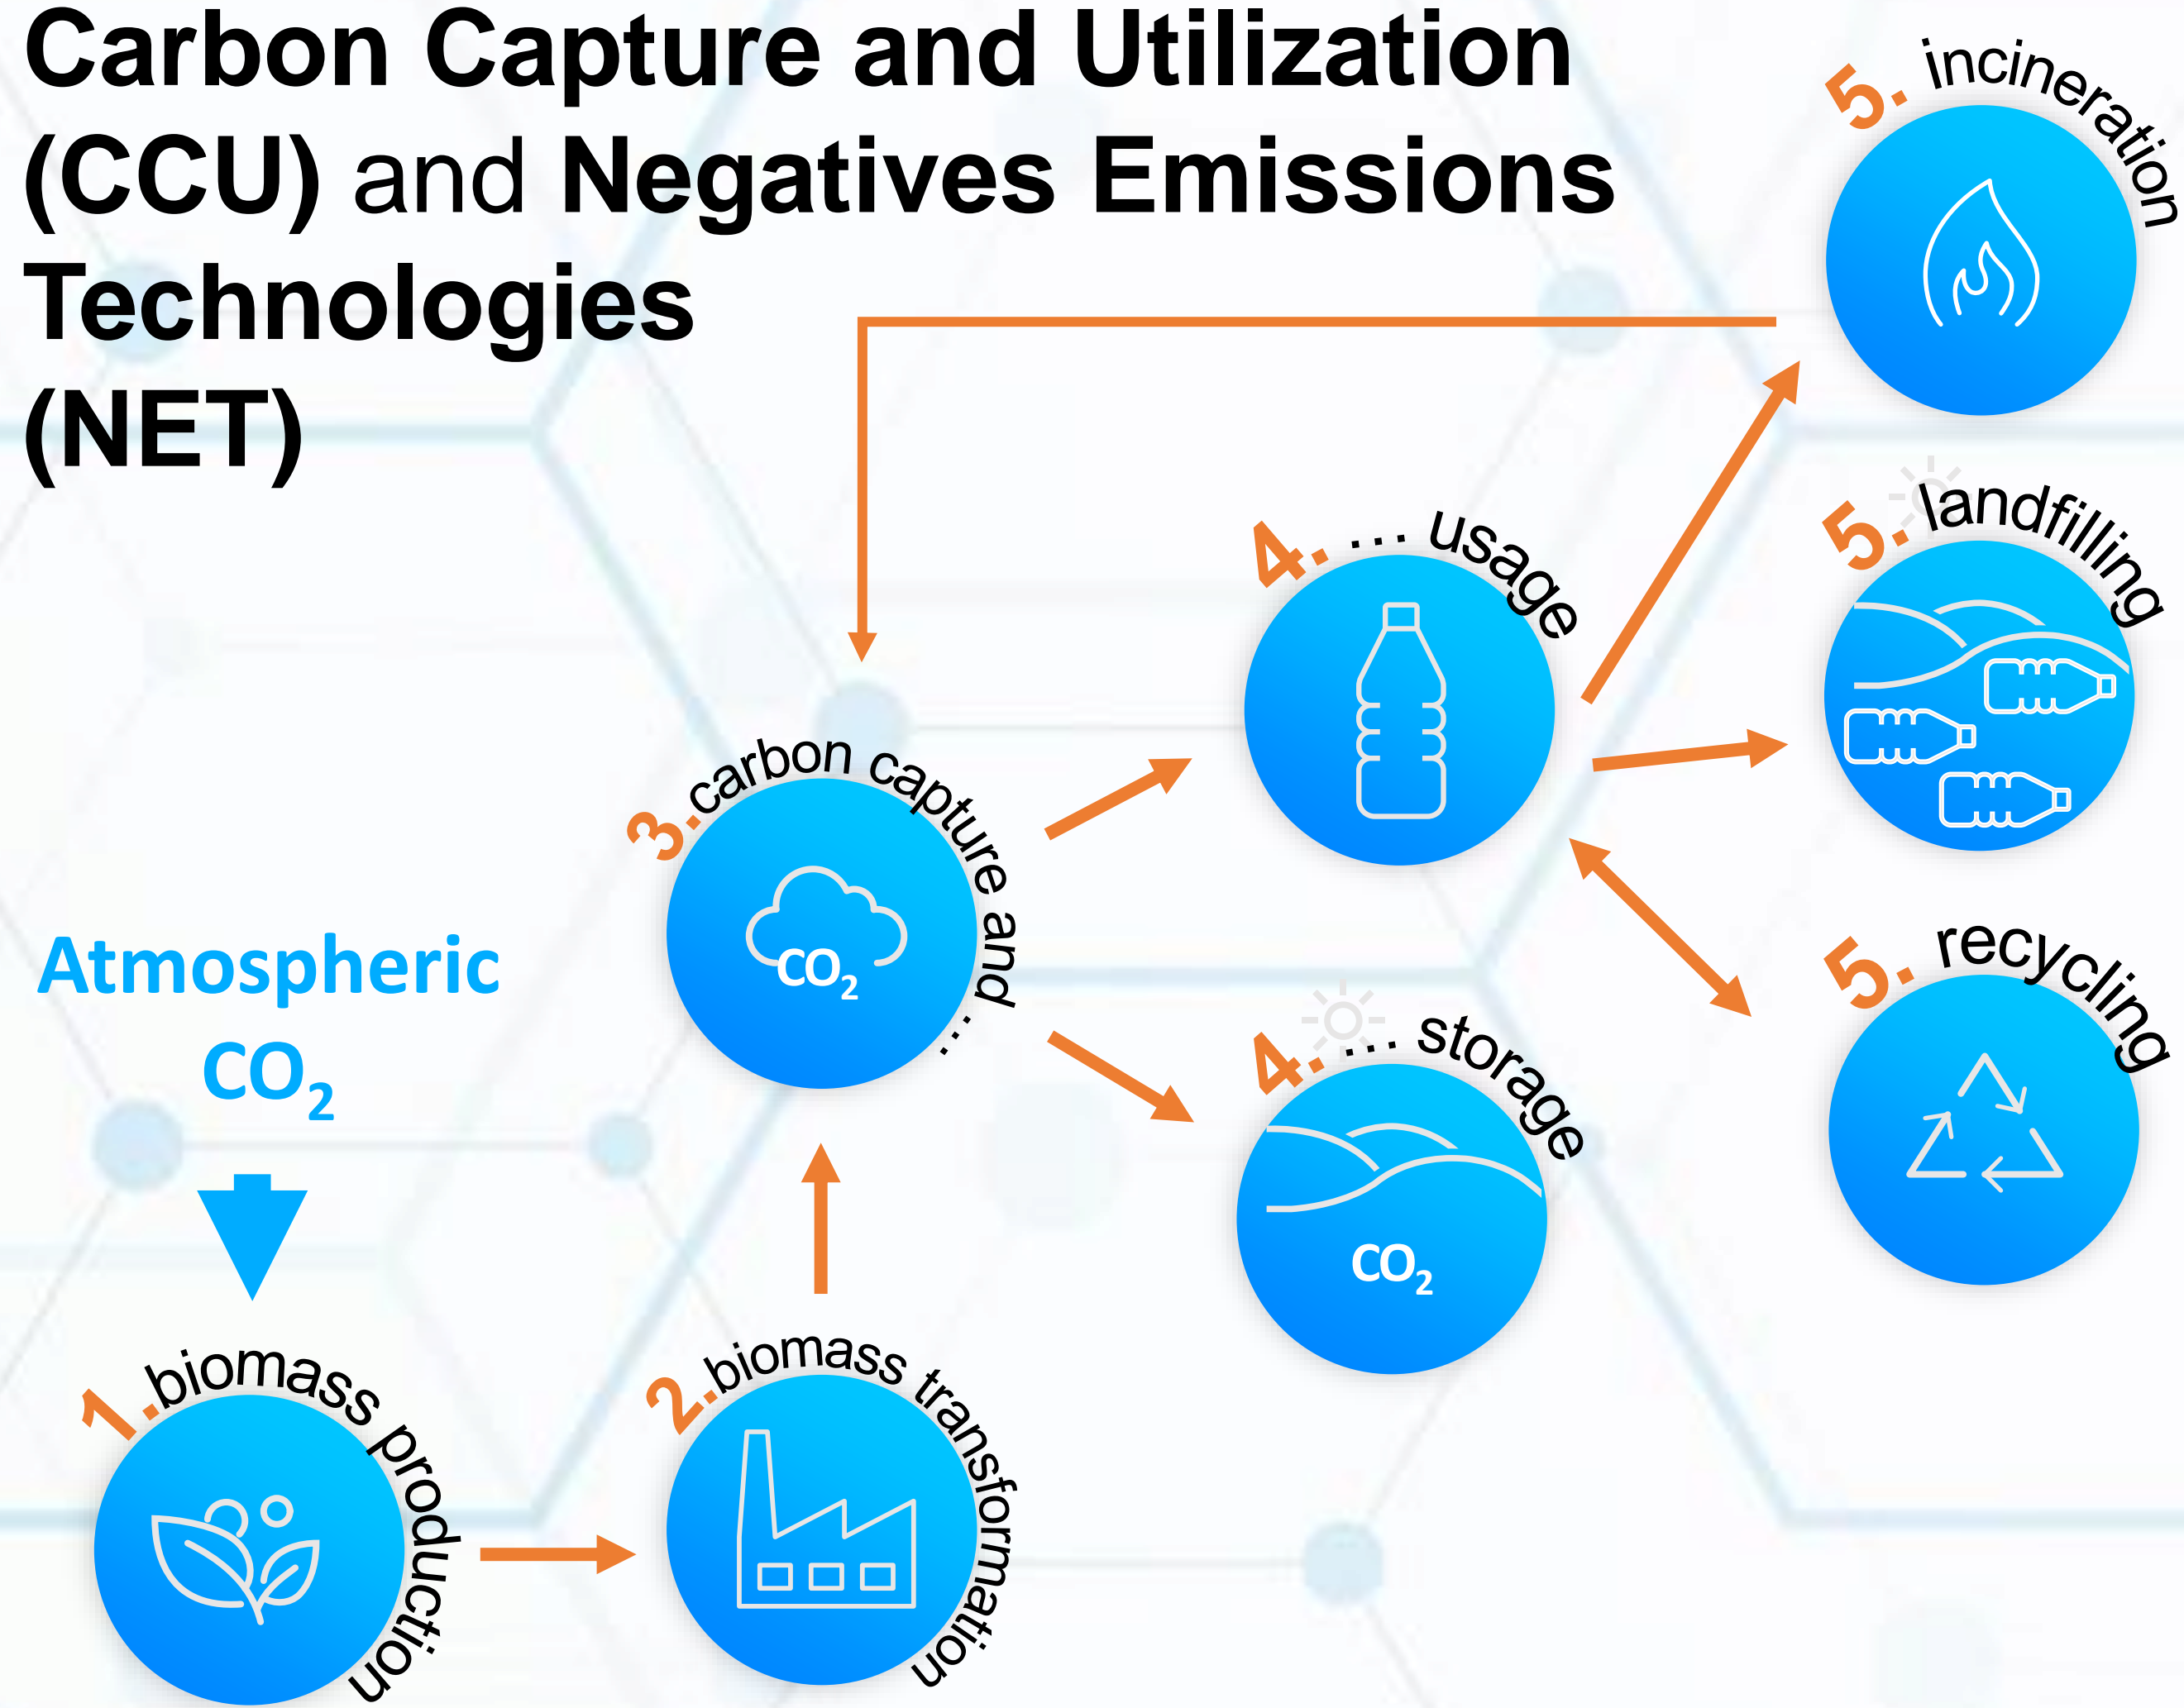 Carbon Capture and Utilization
(CCU) and Negatives Emissions
Technologies
(NET)
5. incineration
5. landfilling
4. ... usage
3.carbon capture and ...
CO2
Atmospheric
CO2
5. recycling
4. ... storage
CO2
1.biomass production
2.biomass transformation